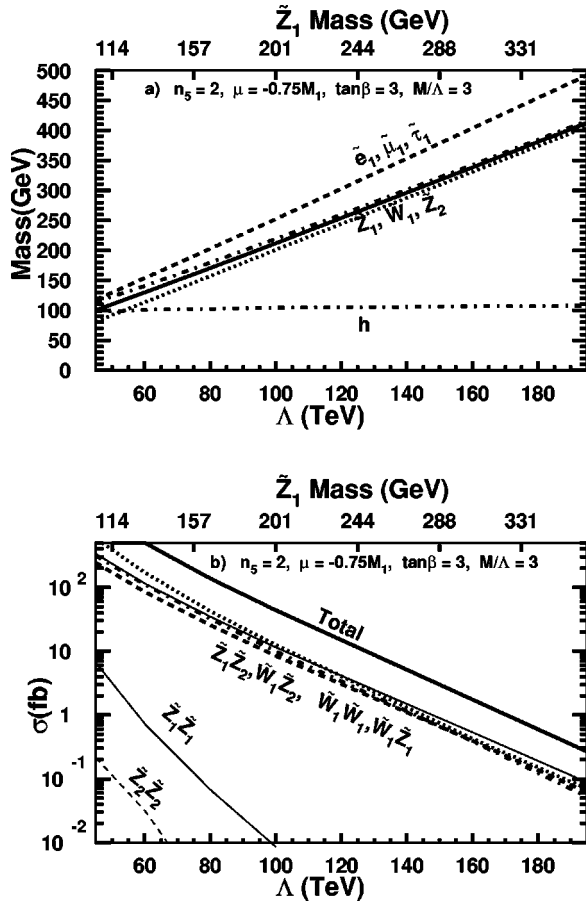 Z̃₁ Mass (GeV)
114 157 201 244 288 331
a) n₅ = 2, μ = -0.75M₁, tanβ = 3, M/Λ = 3
500
450
400
350
300
250
200
150
100
50
0
Mass(GeV)
ẽ₁, μ̃₁, τ̃₁
Z̃₁, W̃₁, Z̃₂
h
60 80 100 120 140 160 180
Λ (TeV)
Z̃₁ Mass (GeV)
114 157 201 244 288 331
b) n₅ = 2, μ = -0.75M₁, tanβ = 3, M/Λ = 3
10²
10
1
10⁻¹
10⁻²
σ(fb)
Total
Z̃₁Z̃₂, W̃₁Z̃₂, W̃₁W̃₁, W̃₁Z̃₁
Z̃₁Z̃₁
Z̃₂Z̃₂
60 80 100 120 140 160 180
Λ (TeV)